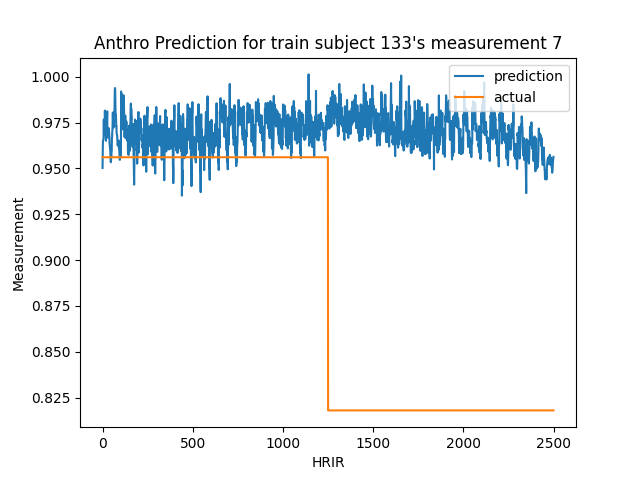 Anthro Prediction for train subject 133's measurement 7
prediction
actual
1.000
0.975
0.950
0.925
0.900
0.875
0.850
0.825
Measurement
0 500 1000 1500 2000 2500
HRIR